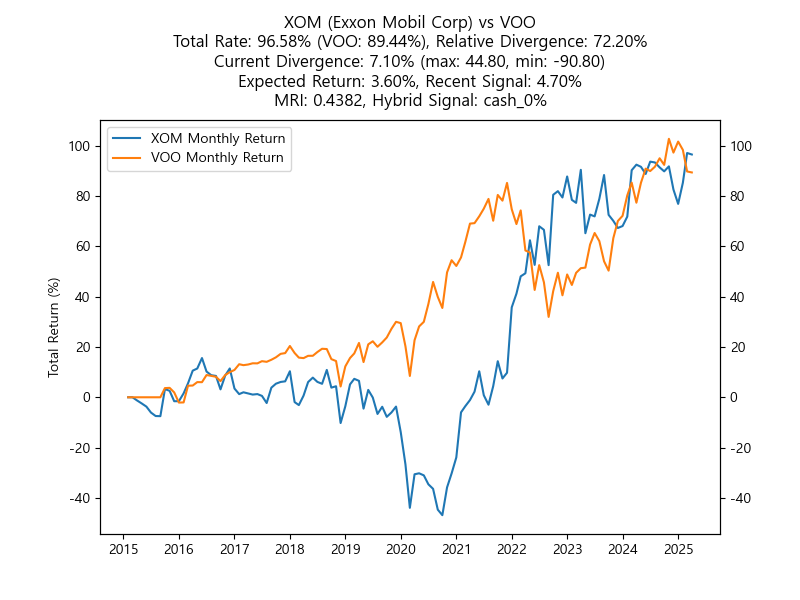 XOM (Exxon Mobil Corp) vs VOO
Total Rate: 96.58% (VOO: 89.44%), Relative Divergence: 72.20%
Current Divergence: 7.10% (max: 44.80, min: -90.80)
Expected Return: 3.60%, Recent Signal: 4.70%
MRI: 0.4382, Hybrid Signal: cash_0%
XOM Monthly Return
VOO Monthly Return
Total Return (%)
100
80
60
40
20
0
-20
-40
100
80
60
40
20
0
-20
-40
2015 2016 2017 2018 2019 2020 2021 2022 2023 2024 2025